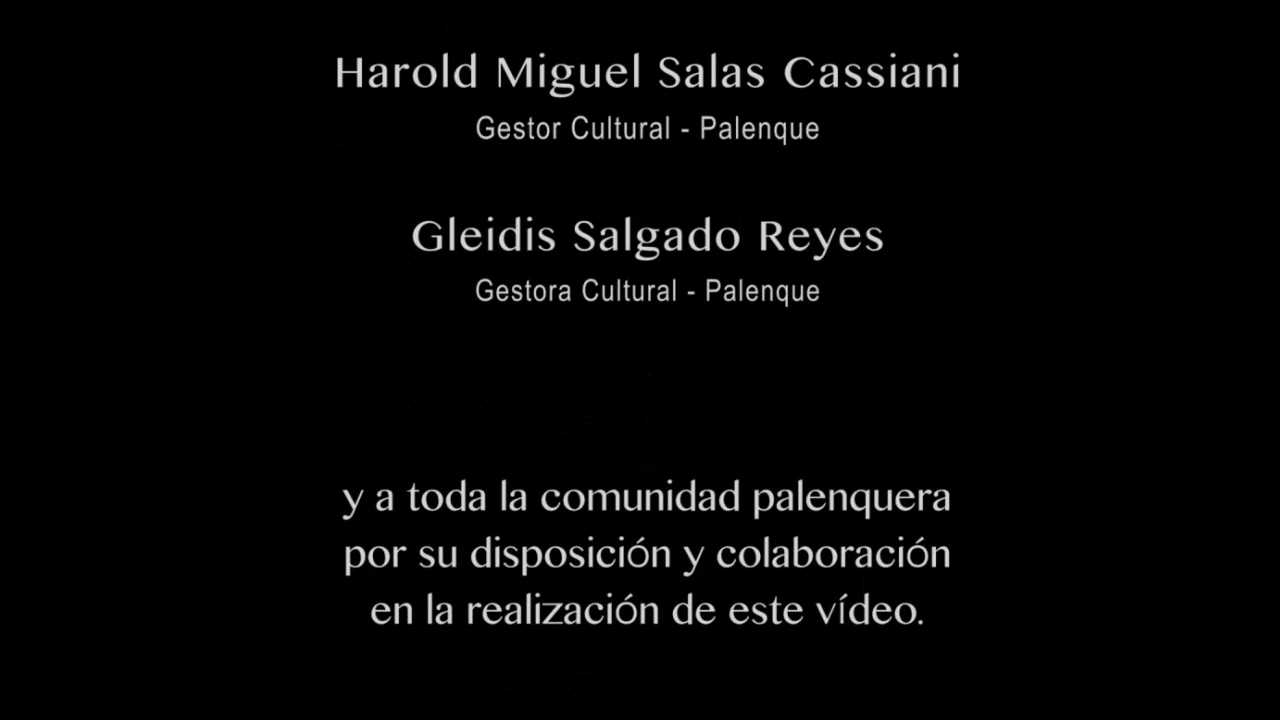 Harold Miguel Salas Cassiani
Gestor Cultural - Palenque
Gleidis Salgado Reyes
Gestora Cultural - Palenque
y a toda la comunidad palenquera
por su disposición y colaboración
en la realización de este vídeo.